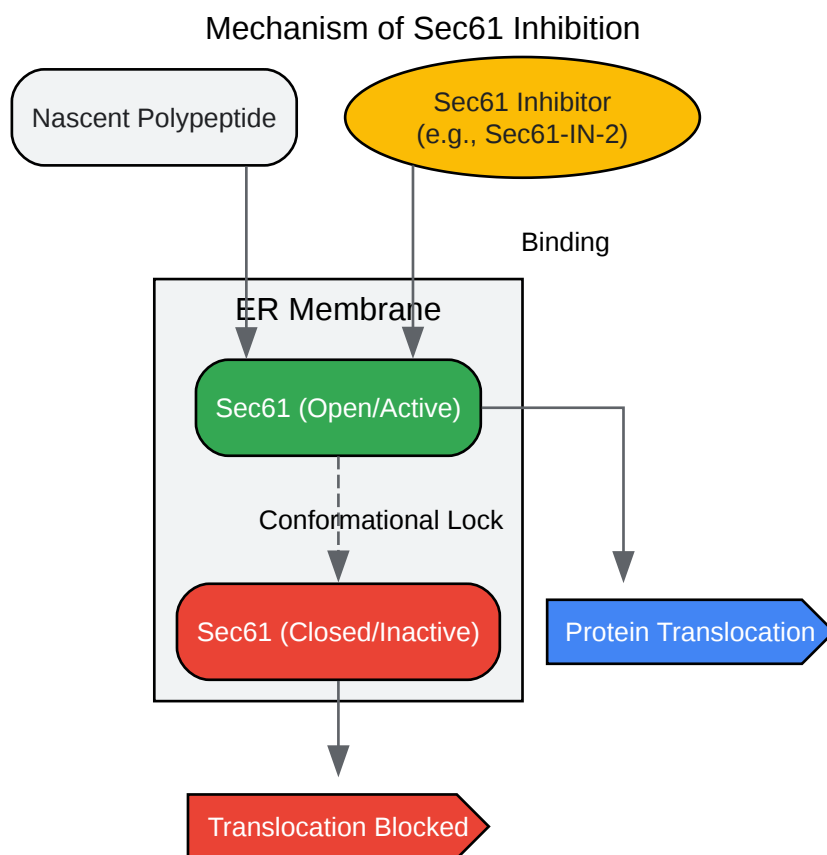 Mechanism of Sec61 Inhibition
Nascent Polypeptide
Sec61 Inhibitor
(e.g., Sec61-IN-2)
Binding
ER Membrane
Sec61 (Open/Active)
Conformational Lock
Sec61 (Closed/Inactive)
Protein Translocation
Translocation Blocked